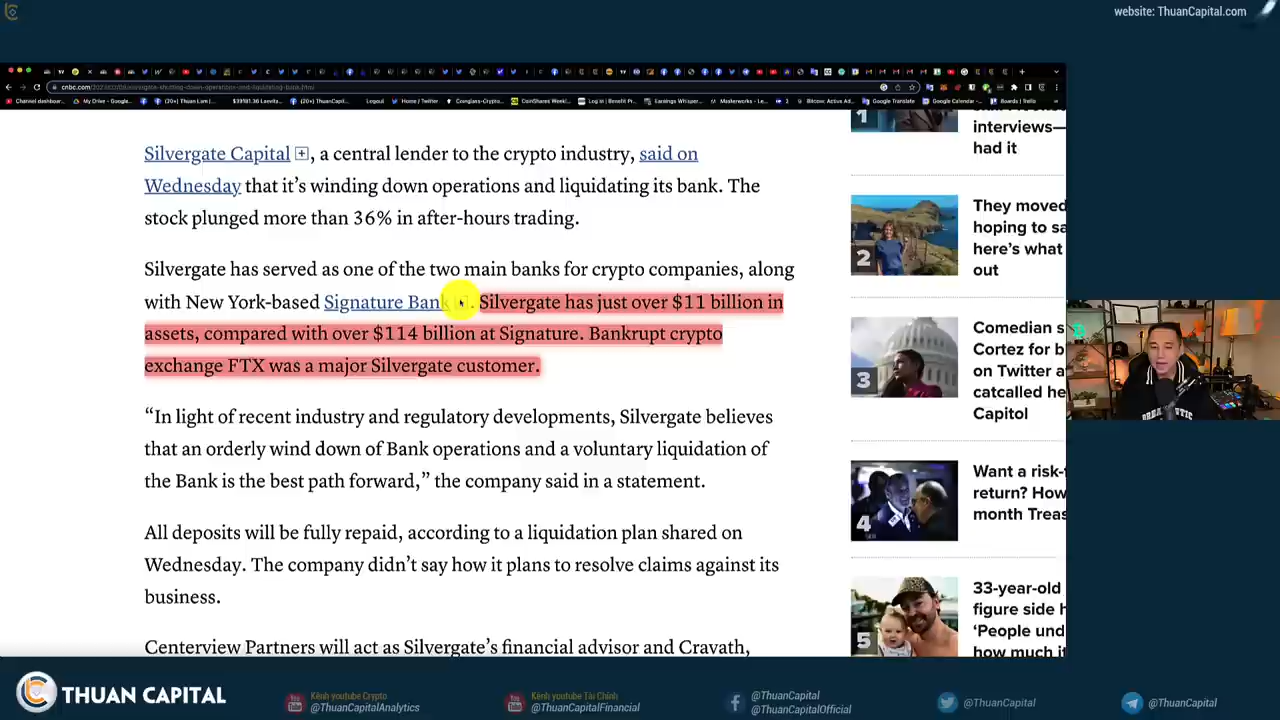 website: ThuanCapital.com
Silvergate Capital, a central lender to the crypto industry, said on
Wednesday that it's winding down operations and liquidating its bank. The
stock plunged more than 36% in after-hours trading.
Silvergate has served as one of the two main banks for crypto companies, along
with New York-based Signature Bank. Silvergate has just over $11 billion in
assets, compared with over $114 billion at Signature. Bankrupt crypto
exchange FTX was a major Silvergate customer.
“In light of recent industry and regulatory developments, Silvergate believes
that an orderly wind down of Bank operations and a voluntary liquidation of
the Bank is the best path forward,” the company said in a statement.
All deposits will be fully repaid, according to a liquidation plan shared on
Wednesday. The company didn't say how it plans to resolve claims against its
business.
Centerview Partners will act as Silvergate's financial advisor and Cravath,
1
interviews—
had it
2
They moved
hoping to sa
here's what
out
3
Comedian s
Cortez for b
on Twitter a
catcalled he
Capitol
4
Want a risk-f
return? How
month Treas
5
33-year-old
figure side h
‘People und
how much it
THUAN CAPITAL
Kênh youtube Crypto
@ThuanCapitalAnalytics
Kênh youtube Tài Chính
@ThuanCapitalFinancial
@ThuanCapital
@ThuanCapitalOfficial
@ThuanCapital
@ThuanCapital